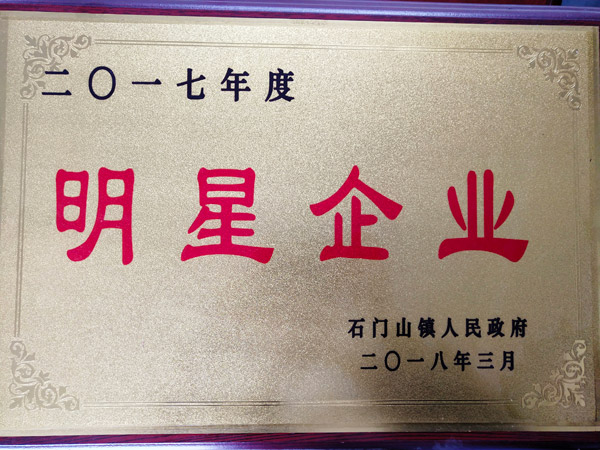 二〇一七年度
明星企业
石门山镇人民政府
二〇一八年三月